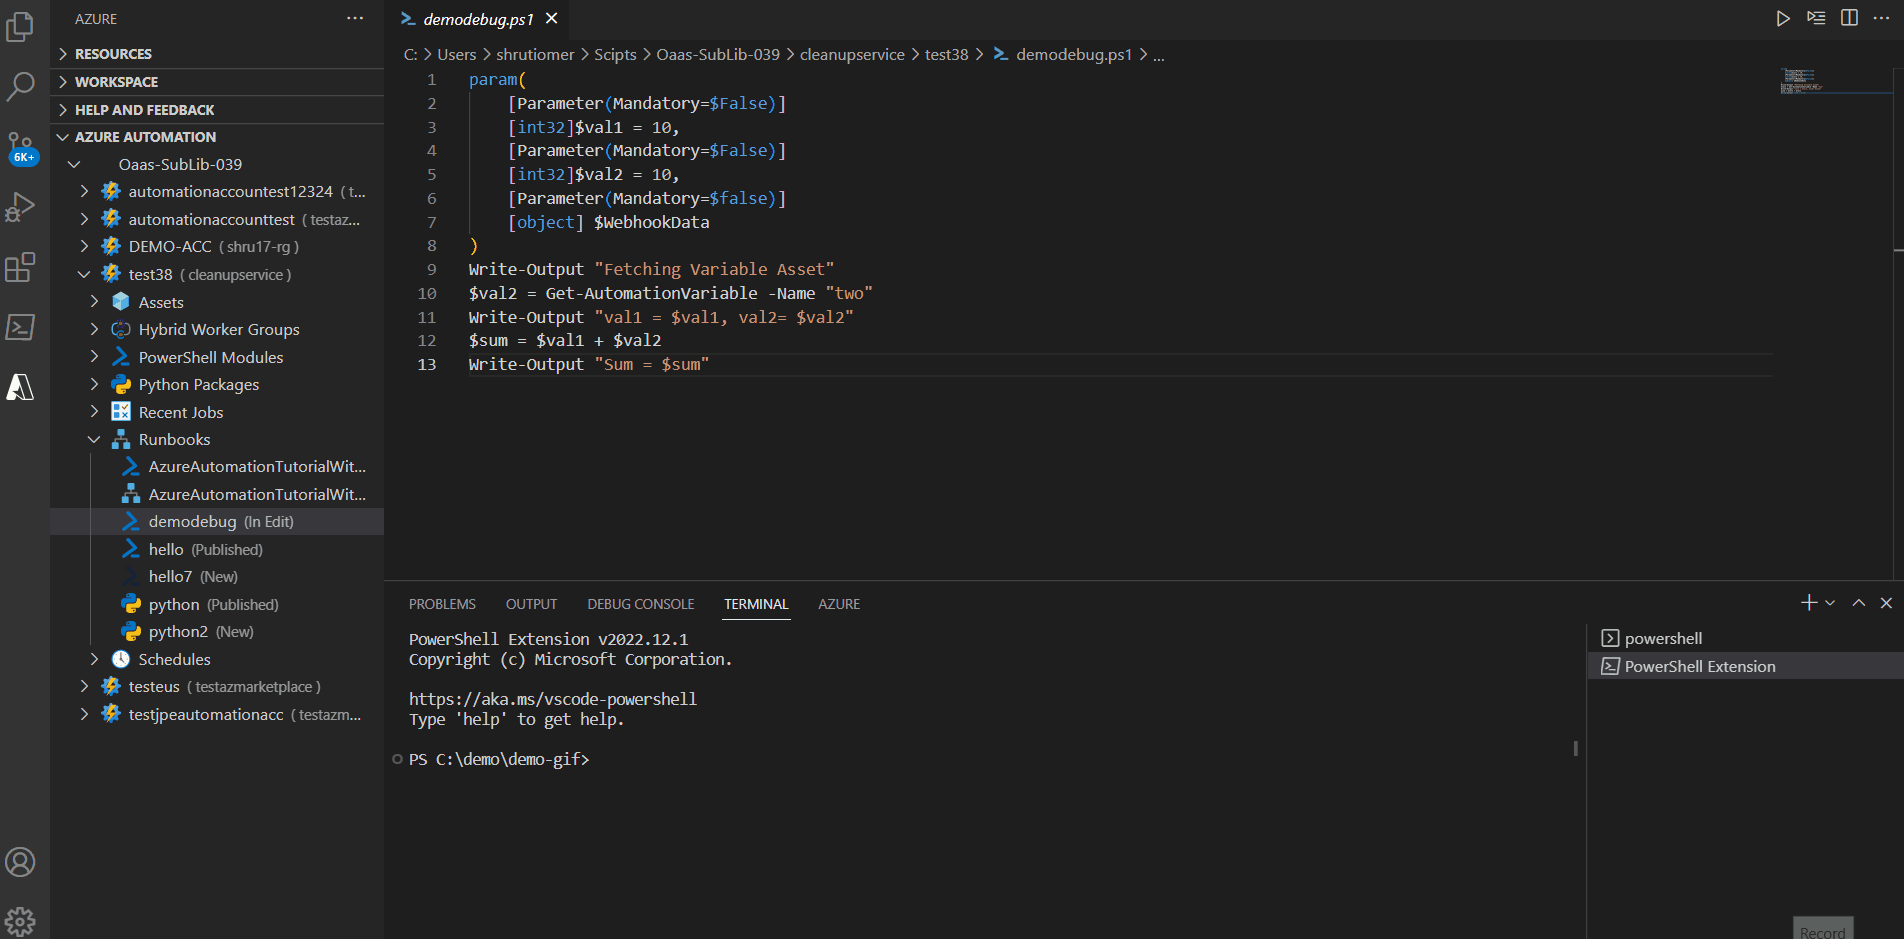 AZURE
RESOURCES
WORKSPACE
HELP AND FEEDBACK
AZURE AUTOMATION
Oaas-SubLib-039
automationaccountest12324 ( t...
automationaccounttest ( testaz...
DEMO-ACC ( shru17-rg )
test38 ( cleanupservice )
Assets
Hybrid Worker Groups
PowerShell Modules
Python Packages
Recent Jobs
Runbooks
AzureAutomationTutorialWit...
AzureAutomationTutorialWit...
demodebug (In Edit)
hello (Published)
hello7 (New)
python (Published)
python2 (New)
Schedules
testeus ( testazmarketplace )
testjpeautomationacc ( testazm...
6K+
demodebug.ps1
C: > Users > shrutiomer > Scipts > Oaas-SubLib-039 > cleanupservice > test38 > demodebug.ps1 > ...
1 param(
2 [Parameter(Mandatory=$False)]
3 [int32]$val1 = 10,
4 [Parameter(Mandatory=$False)]
5 [int32]$val2 = 10,
6 [Parameter(Mandatory=$false)]
7 [object] $WebhookData
8 )
9 Write-Output "Fetching Variable Asset"
10 $val2 = Get-AutomationVariable -Name "two"
11 Write-Output "val1 = $val1, val2= $val2"
12 $sum = $val1 + $val2
13 Write-Output "Sum = $sum"
PROBLEMS OUTPUT DEBUG CONSOLE TERMINAL AZURE
PowerShell Extension v2022.12.1
Copyright (c) Microsoft Corporation.
https://aka.ms/vscode-powershell
Type 'help' to get help.
PS C:\demo\demo-gif>
powershell
PowerShell Extension
Record